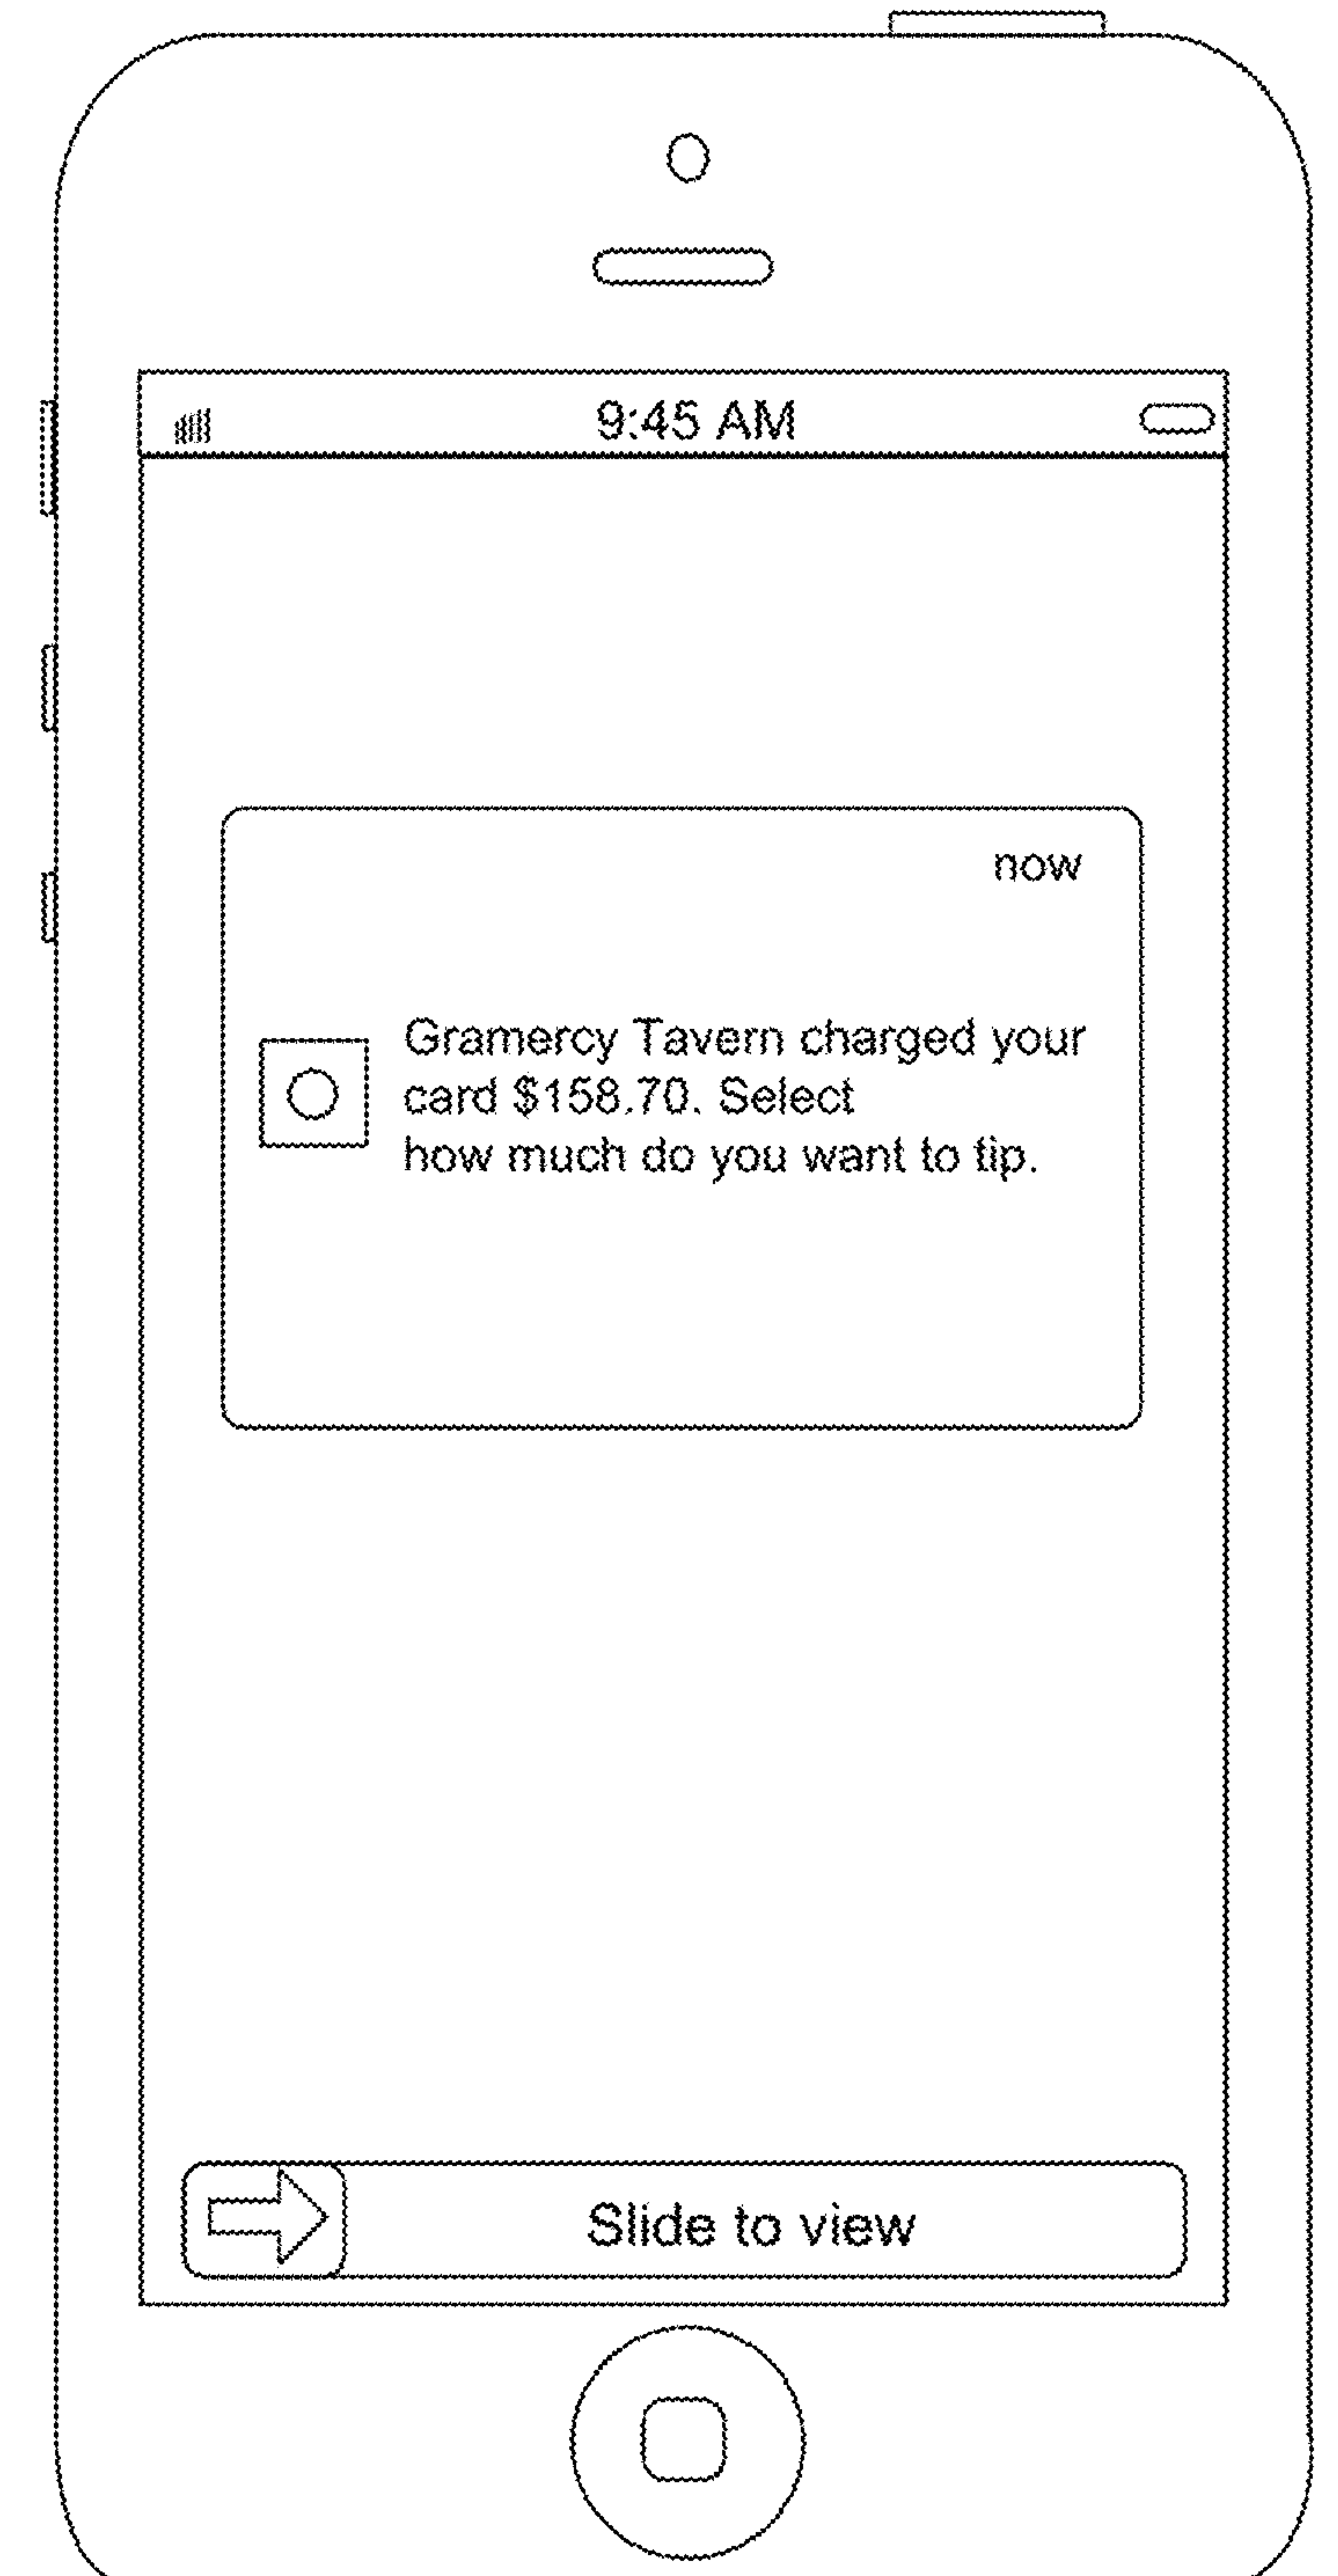 9:45 AM
now
Gramercy Tavern charged your
card $158.70. Select
how much do you want to tip.
Slide to view